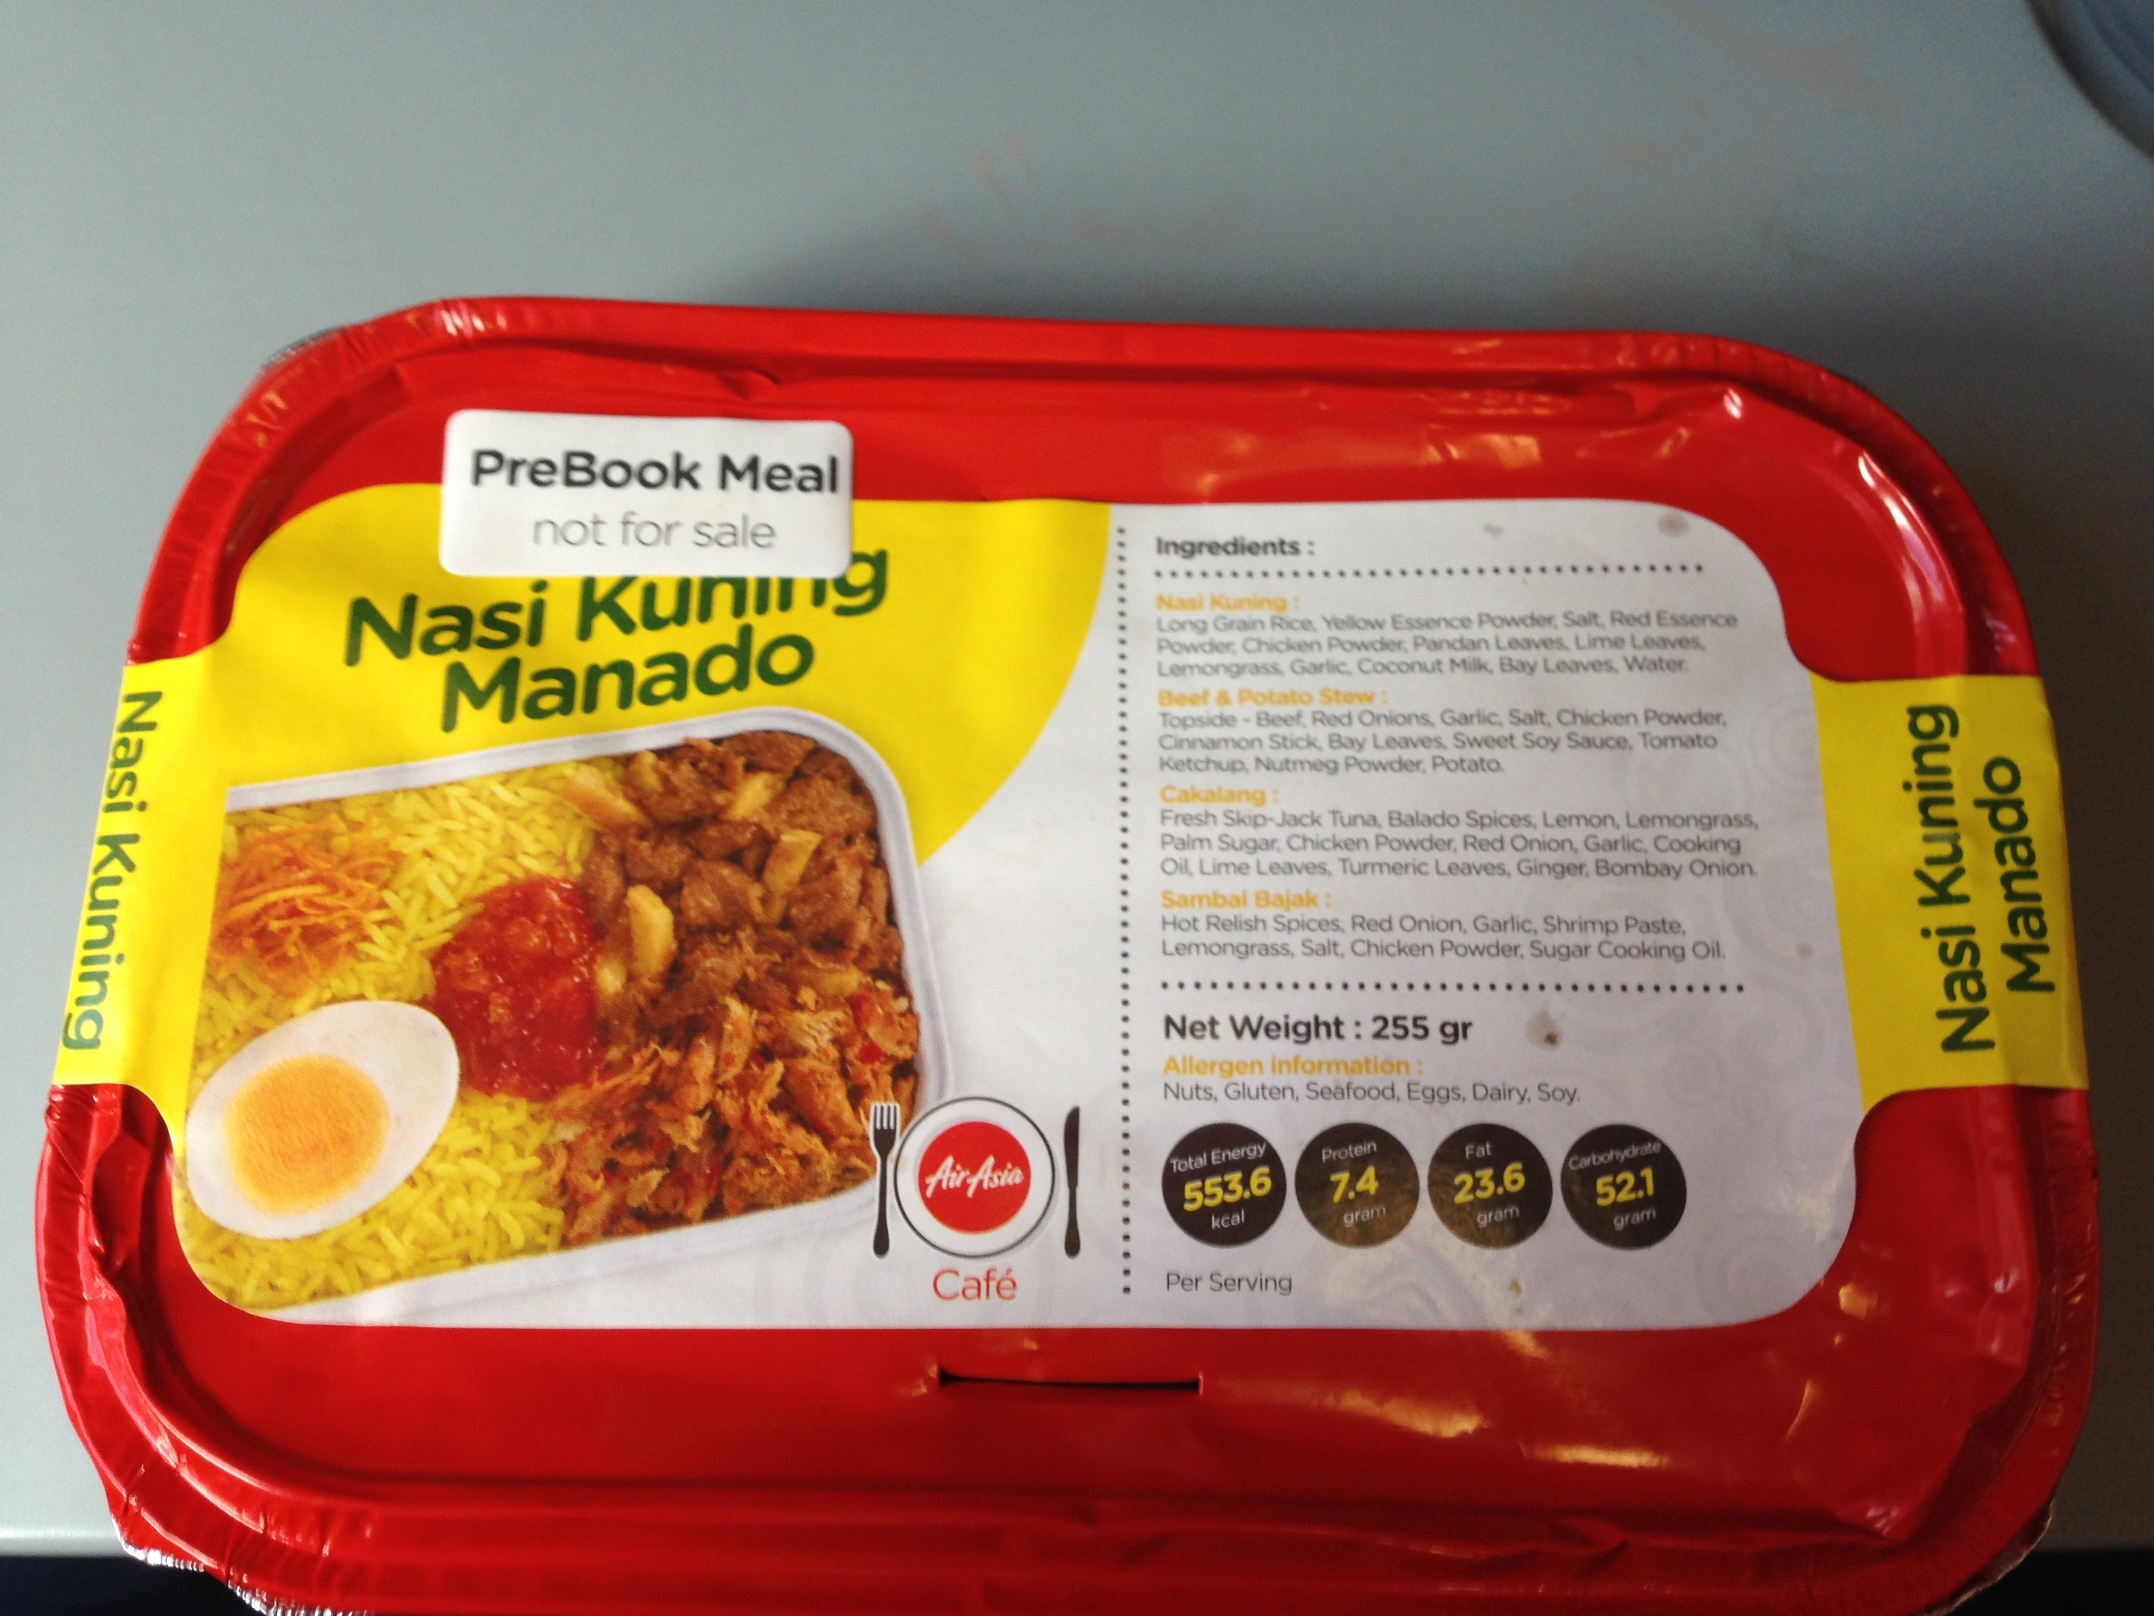 PreBook Meal
not for sale
Nasi Kuning
Manado
Nasi Kuning
AirAsia
Café
Ingredients :
Nasi Kuning :
Long Grain Rice, Yellow Essence Powder, Salt, Red Essence
Powder, Chicken Powder, Pandan Leaves, Lime Leaves,
Lemongrass, Garlic, Coconut Milk, Bay Leaves, Water.
Beef & Potato Stew :
Topside - Beef, Red Onions, Garlic, Salt, Chicken Powder,
Cinnamon Stick, Bay Leaves, Sweet Soy Sauce, Tomato
Ketchup, Nutmeg Powder, Potato.
Cakalang :
Fresh Skip-Jack Tuna, Balado Spices, Lemon, Lemongrass,
Palm Sugar, Chicken Powder, Red Onion, Garlic, Cooking
Oil, Lime Leaves, Turmeric Leaves, Ginger, Bombay Onion.
Sambal Bajak :
Hot Relish Spices, Red Onion, Garlic, Shrimp Paste,
Lemongrass, Salt, Chicken Powder, Sugar Cooking Oil.
Net Weight : 255 gr
Allergen information :
Nuts, Gluten, Seafood, Eggs, Dairy, Soy.
Total Energy
553.6
kcal
Protein
7.4
gram
Fat
23.6
gram
Carbohydrate
52.1
gram
Per Serving
Nasi Kuning
Manado